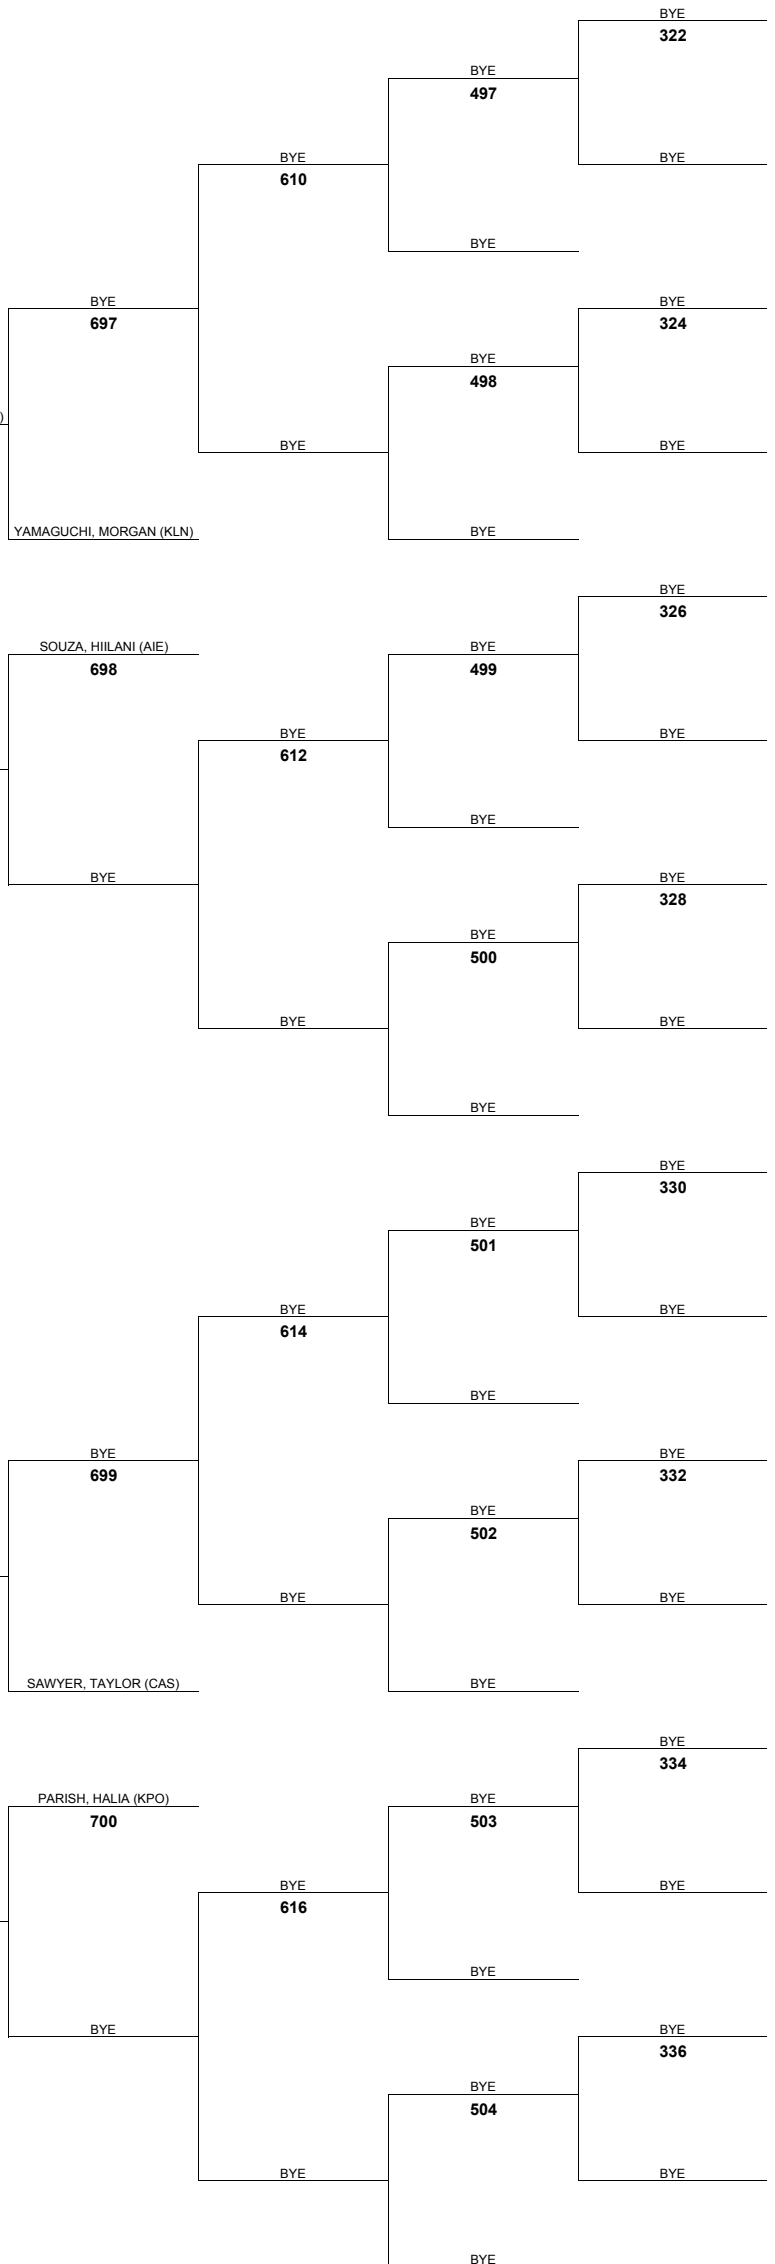 BYE
322
BYE
497
BYE
610
BYE
BYE
BYE
697
BYE
324
BYE
498
)
BYE
BYE
YAMAGUCHI, MORGAN (KLN)
BYE
BYE
326
SOUZA, HIILANI (AIE)
698
BYE
499
BYE
612
BYE
BYE
BYE
BYE
328
BYE
500
BYE
BYE
BYE
BYE
330
BYE
501
BYE
614
BYE
BYE
BYE
699
BYE
332
BYE
502
BYE
BYE
SAWYER, TAYLOR (CAS)
BYE
BYE
334
PARISH, HALIA (KPO)
700
BYE
503
BYE
616
BYE
BYE
BYE
BYE
336
BYE
504
BYE
BYE
BYE